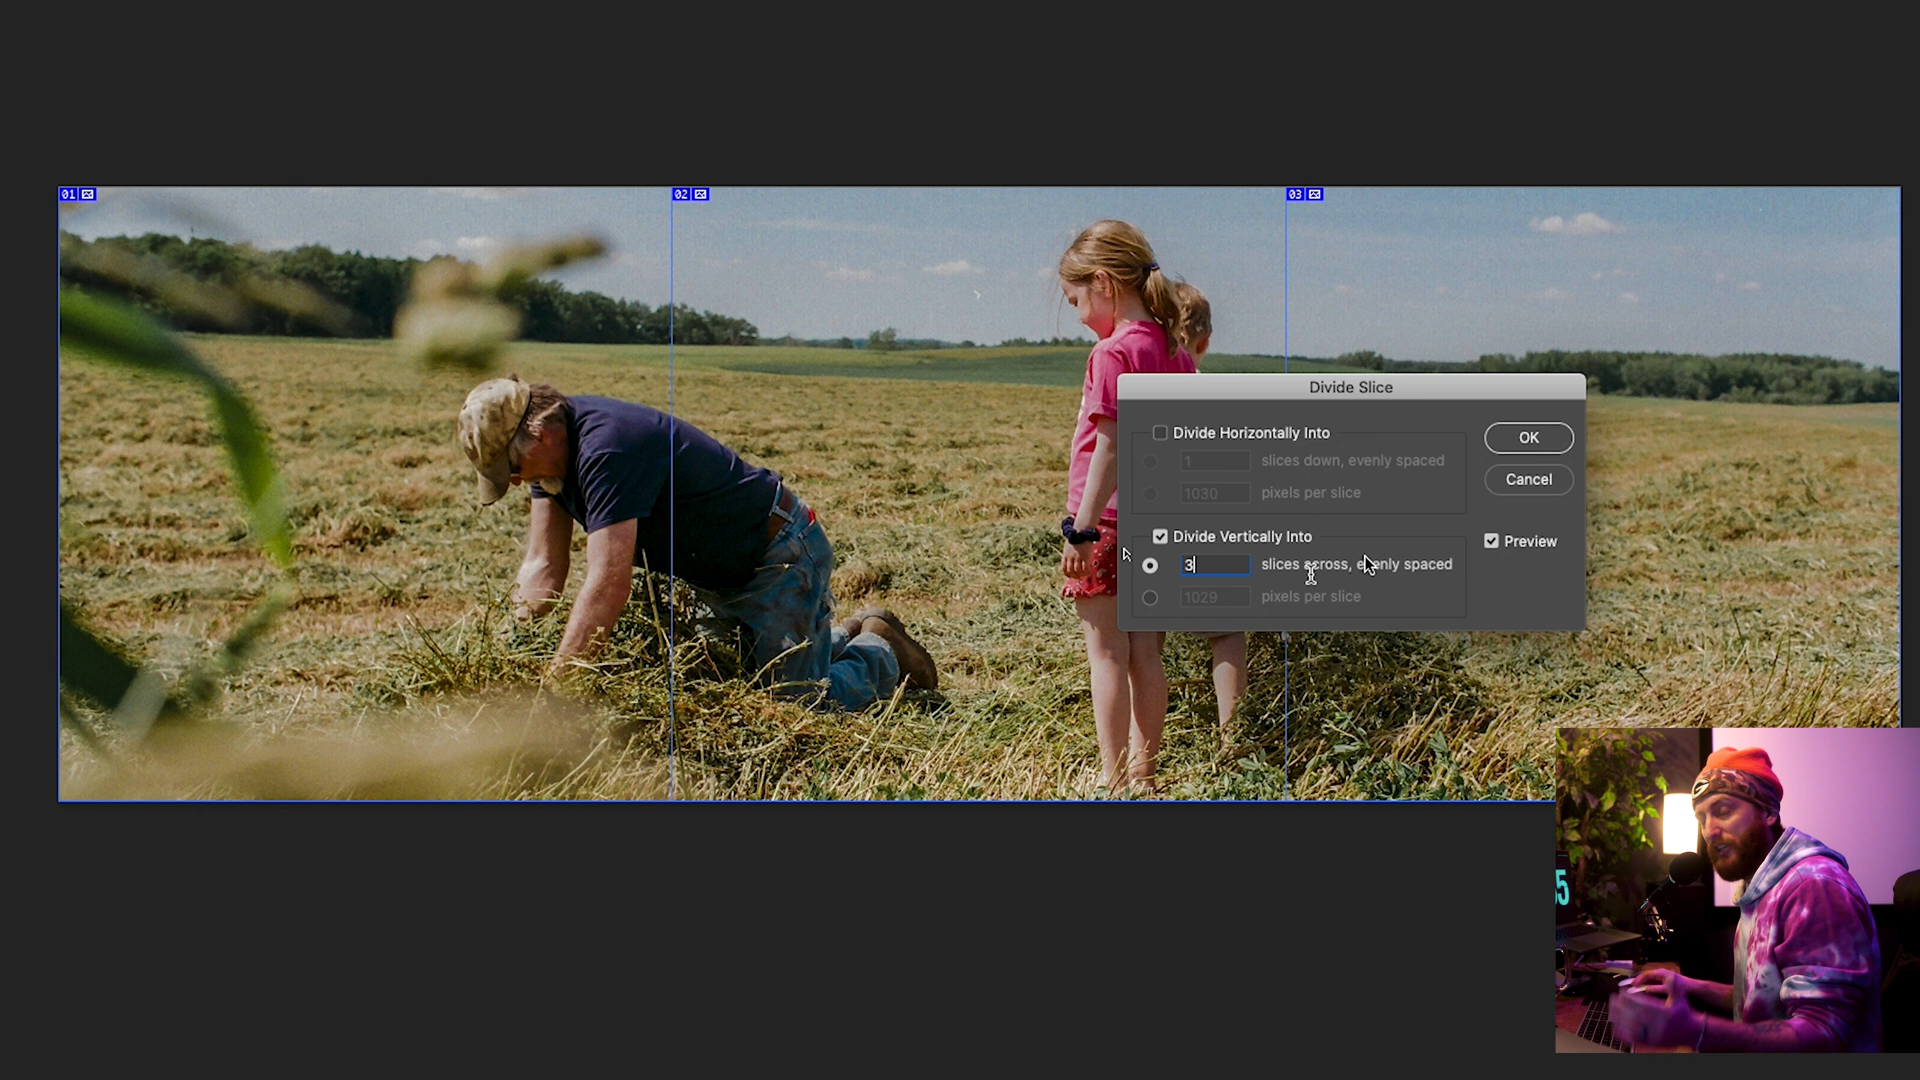 01
02
03
Divide Slice
Divide Horizontally Into
1 slices down, evenly spaced
1030 pixels per slice
Divide Vertically Into
3 slices across, evenly spaced
1029 pixels per slice
OK
Cancel
Preview
5